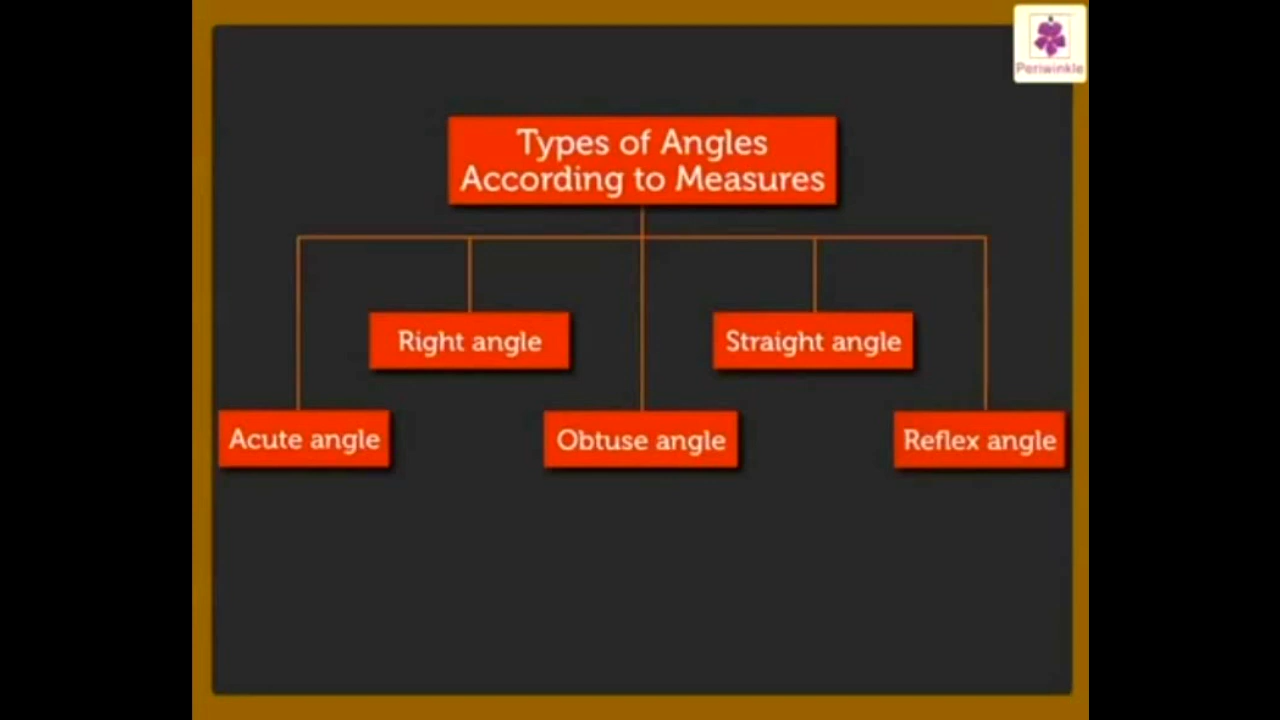 Periwinkle
Types of Angles
According to Measures
Right angle
Straight angle
Acute angle
Obtuse angle
Reflex angle